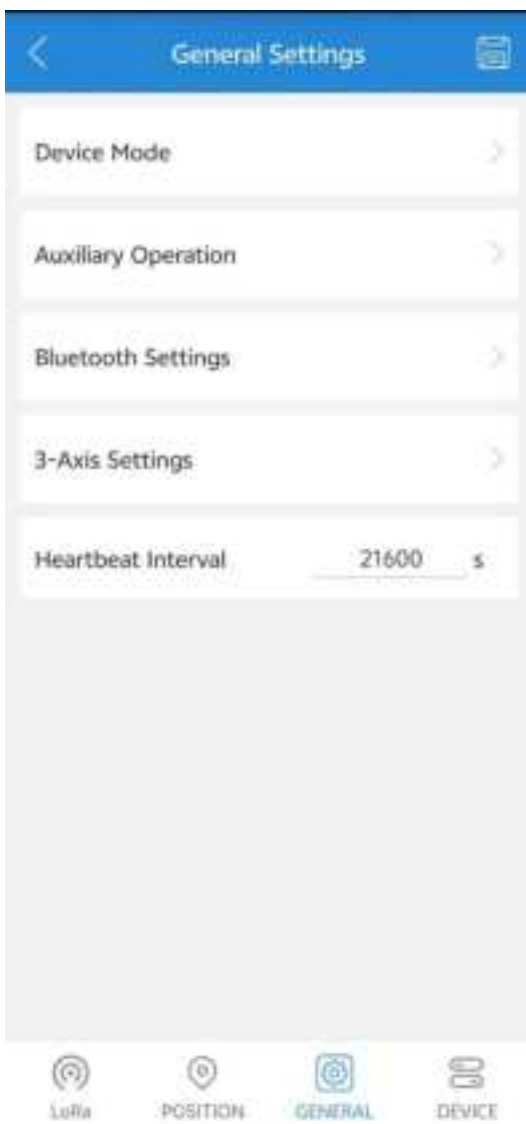 General Settings
Device Mode
Auxiliary Operation
Bluetooth Settings
3-Axis Settings
Heartbeat Interval 21600 s
LoRa POSITION GENERAL DEVICE